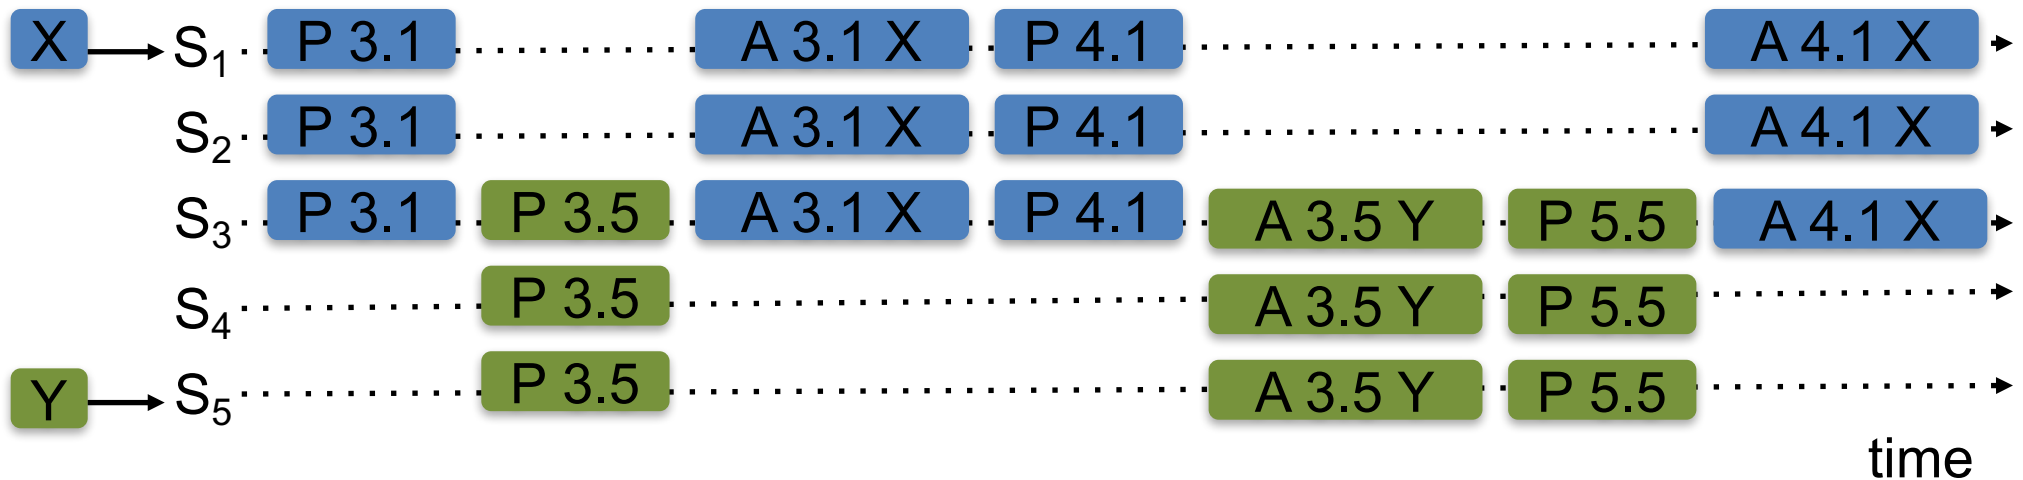 X S1 P 3.1 A 3.1 X P 4.1 A 4.1 X
S2 P 3.1 A 3.1 X P 4.1 A 4.1 X
S3 P 3.1 P 3.5 A 3.1 X P 4.1 A 3.5 Y P 5.5 A 4.1 X
S4 P 3.5 A 3.5 Y P 5.5
Y S5 P 3.5 A 3.5 Y P 5.5
time